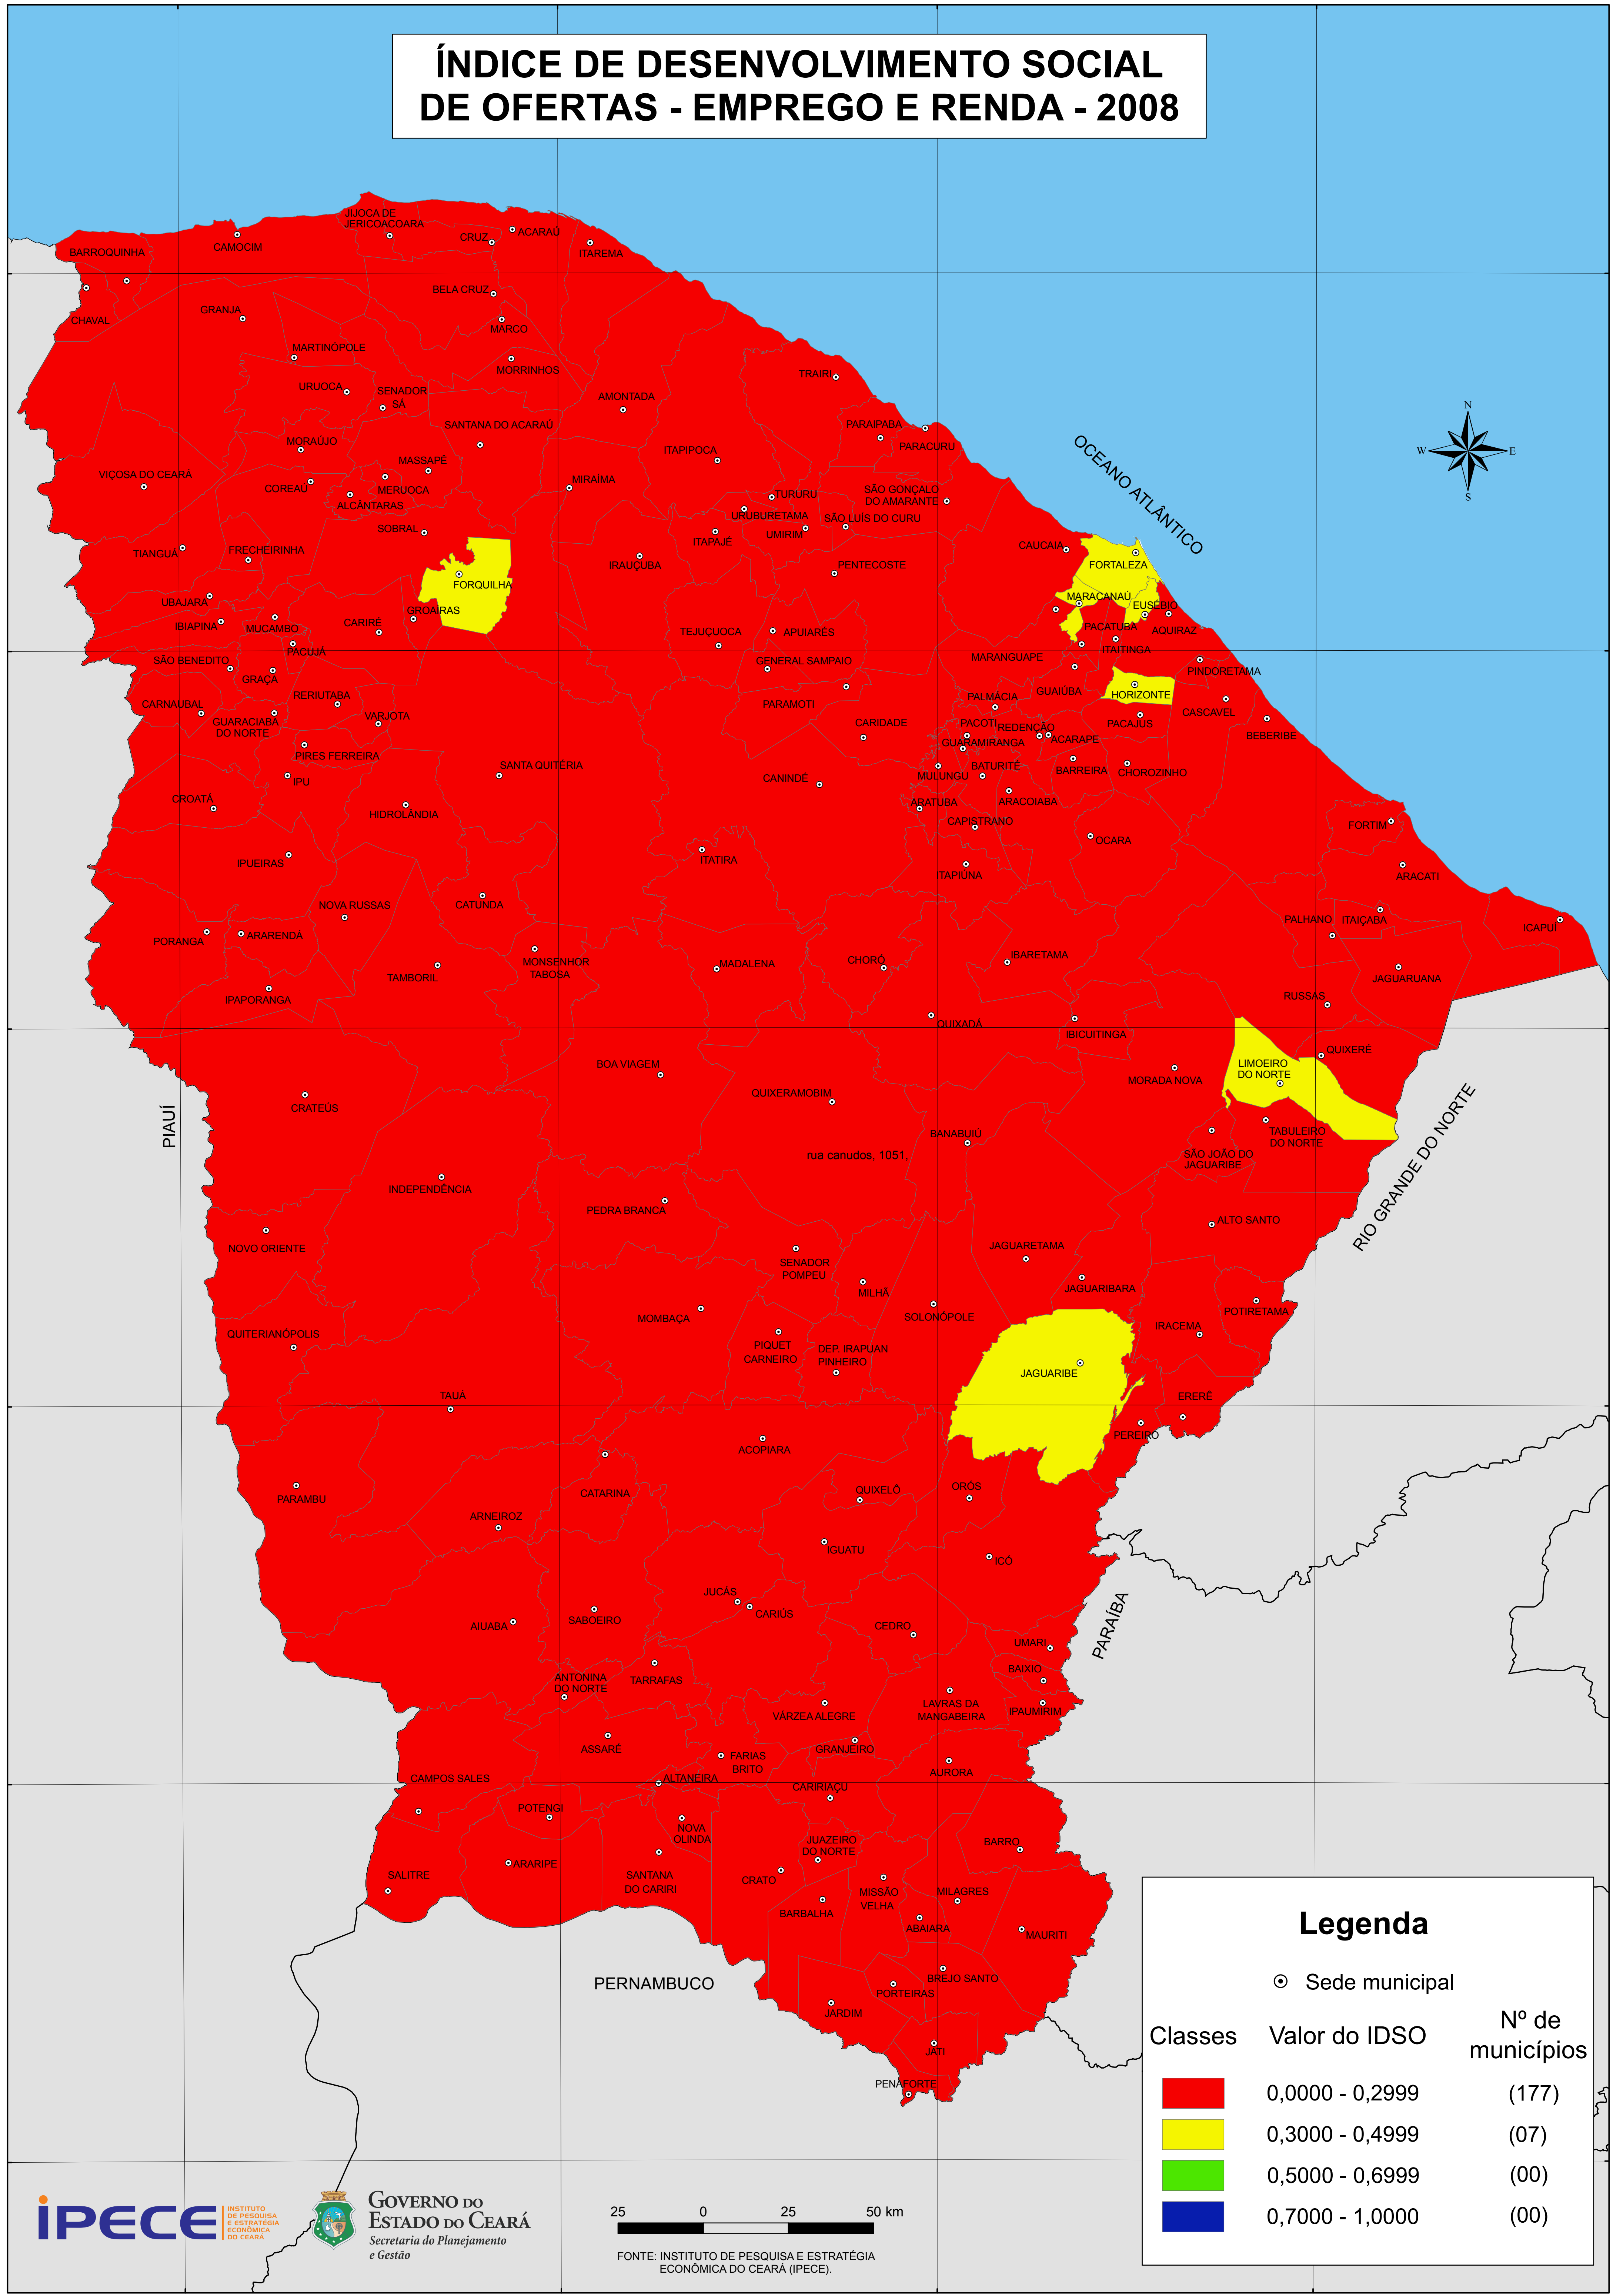 ÍNDICE DE DESENVOLVIMENTO SOCIAL
DE OFERTAS - EMPREGO E RENDA - 2008
JIJOCA DE
JERICOACOARA
ACARAÚ
CRUZ
CAMOCIM
ITAREMA
BARROQUINHA
BELA CRUZ
CHAVAL
GRANJA
MARCO
MARTINÓPOLE
MORRINHOS
TRAIRI
URUOCA
SENADOR
SÁ
AMONTADA
N
W
E
S
SANTANA DO ACARAÚ
PARAIPABA
PARACURU
MORAÚJO
ITAPIPOCA
OCEANO ATLÂNTICO
MASSAPÊ
VIÇOSA DO CEARÁ
MIRAÍMA
COREAÚ
MERUOCA
TURURU
SÃO GONÇALO
DO AMARANTE
ALCÂNTARAS
URUBURETAMA
SÃO LUÍS DO CURU
SOBRAL
UMIRIM
ITAPAJÉ
CAUCAIA
TIANGUÁ
FRECHEIRINHA
IRAUÇUBA
PENTECOSTE
FORTALEZA
FORQUILHA
MARACANAÚ
UBAJARA
EUSÉBIO
GROAÍRAS
IBIAPINA
MUCAMBO
CARIRÉ
TEJUÇUOCA
APUIARÉS
PACATUBA
AQUIRAZ
PACUJÁ
ITAITINGA
SÃO BENEDITO
GENERAL SAMPAIO
MARANGUAPE
PINDORETAMA
GRAÇA
RERIUTABA
GUAIÚBA
HORIZONTE
CARNAUBAL
PARAMOTI
PALMÁCIA
VARJOTA
CASCAVEL
GUARACIABA
DO NORTE
CARIDADE
PACOTI
REDENÇÃO
PACAJUS
BEBERIBE
GUARAMIRANGA
ACARAPE
PIRES FERREIRA
SANTA QUITÉRIA
BATURITÉ
BARREIRA
CHOROZINHO
IPU
CANINDÉ
MULUNGU
CROATÁ
ARATUBA
ARACOIABA
HIDROLÂNDIA
CAPISTRANO
FORTIM
OCARA
IPUEIRAS
ITATIRA
ITAPIÚNA
ARACATI
NOVA RUSSAS
CATUNDA
PALHANO
ITAIÇABA
ICAPUÍ
PORANGA
ARARENDÁ
IBARETAMA
MONSENHOR
TABOSA
MADALENA
CHORÓ
TAMBORIL
JAGUARUANA
IPAPORANGA
RUSSAS
QUIXADÁ
IBICUITINGA
QUIXERÉ
BOA VIAGEM
LIMOEIRO
DO NORTE
MORADA NOVA
QUIXERAMOBIM
CRATEÚS
PIAUÍ
BANABUIÚ
TABULEIRO
DO NORTE
rua canudos, 1051,
SÃO JOÃO DO
JAGUARIBE
RIO GRANDE DO NORTE
INDEPENDÊNCIA
PEDRA BRANCA
ALTO SANTO
NOVO ORIENTE
JAGUARETAMA
SENADOR
POMPEU
JAGUARIBARA
MILHÃ
POTIRETAMA
MOMBAÇA
SOLONÓPOLE
IRACEMA
QUITERIANÓPOLIS
PIQUET
CARNEIRO
DEP. IRAPUAN
PINHEIRO
JAGUARIBE
TAUÁ
ERERÊ
PEREIRO
ACOPIARA
PARAMBU
CATARINA
QUIXELÔ
ORÓS
ARNEIROZ
IGUATU
ICÓ
JUCÁS
CARIÚS
PARAÍBA
AIUABA
SABOEIRO
CEDRO
UMARI
BAIXIO
ANTONINA
DO NORTE
TARRAFAS
LAVRAS DA
MANGABEIRA
IPAUMIRIM
VÁRZEA ALEGRE
ASSARÉ
GRANJEIRO
FARIAS
BRITO
AURORA
CAMPOS SALES
ALTANEIRA
CARIRIAÇU
POTENGI
NOVA
OLINDA
JUAZEIRO
DO NORTE
BARRO
ARARIPE
SALITRE
SANTANA
DO CARIRI
CRATO
MISSÃO
VELHA
MILAGRES
BARBALHA
ABAIARA
MAURITI
BREJO SANTO
PERNAMBUCO
PORTEIRAS
JARDIM
JATI
PENAFORTE
Legenda
Sede municipal
Classes Valor do IDSO Nº de municípios
0,0000 - 0,2999 (177)
0,3000 - 0,4999 (07)
0,5000 - 0,6999 (00)
0,7000 - 1,0000 (00)
iPECE
INSTITUTO
DE PESQUISA
E ESTRATÉGIA
ECONÔMICA
DO CEARÁ
GOVERNO DO
ESTADO DO CEARÁ
Secretaria do Planejamento
e Gestão
25 0 25 50 km
FONTE: INSTITUTO DE PESQUISA E ESTRATÉGIA
ECONÔMICA DO CEARÁ (IPECE).